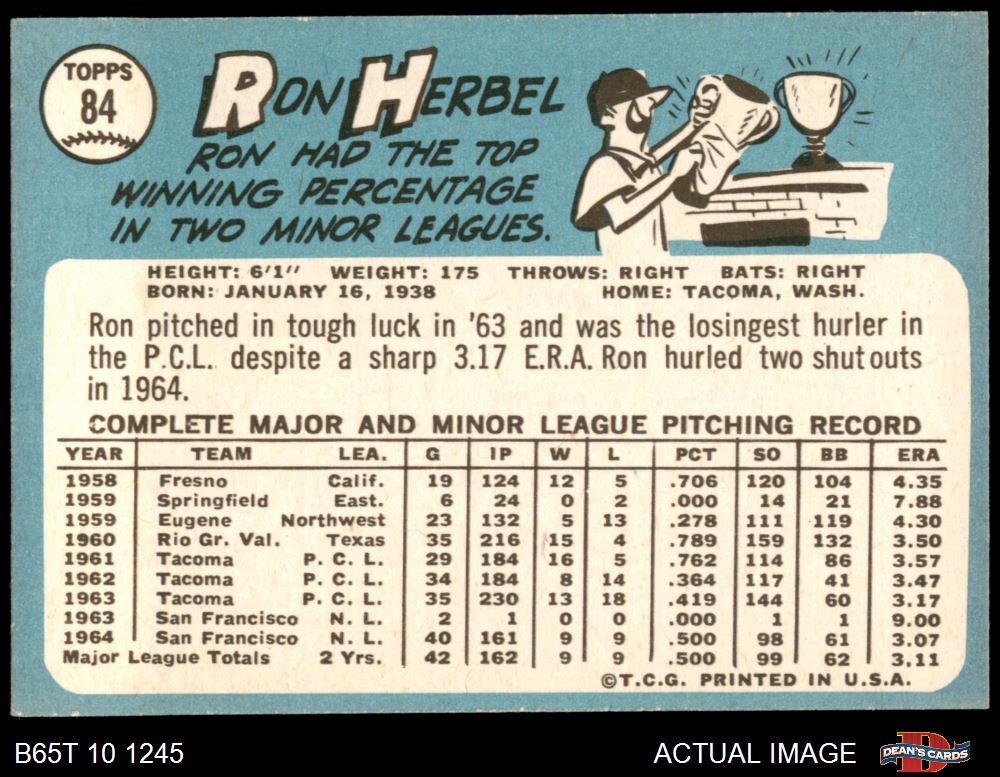 TOPPS
84
RON HERBEL
RON HAD THE TOP
WINNING PERCENTAGE
IN TWO MINOR LEAGUES.
HEIGHT: 6'1" WEIGHT: 175 THROWS: RIGHT BATS: RIGHT
BORN: JANUARY 16, 1938 HOME: TACOMA, WASH.
Ron pitched in tough luck in '63 and was the losingest hurler in
the P.C.L. despite a sharp 3.17 E.R.A. Ron hurled two shutouts
in 1964.
COMPLETE MAJOR AND MINOR LEAGUE PITCHING RECORD
YEAR TEAM LEA. G IP W L PCT SO BB ERA
1958 Fresno Calif. 19 124 12 5 .706 120 104 4.35
1959 Springfield East. 6 24 0 2 .000 14 21 7.88
1959 Eugene Northwest 23 132 5 13 .278 111 119 4.30
1960 Rio Gr. Val. Texas 35 216 15 4 .789 159 132 3.50
1961 Tacoma P. C. L. 29 184 16 5 .762 114 86 3.57
1962 Tacoma P. C. L. 34 184 8 14 .364 117 41 3.47
1963 Tacoma P. C. L. 35 230 13 18 .419 144 60 3.17
1963 San Francisco N. L. 2 1 0 0 .000 1 1 9.00
1964 San Francisco N. L. 40 161 9 9 .500 98 61 3.07
Major League Totals 2 Yrs. 42 162 9 9 .500 99 62 3.11
©T.C.G. PRINTED IN U.S.A.
B65T 10 1245 ACTUAL IMAGE DEAN'S CARDS